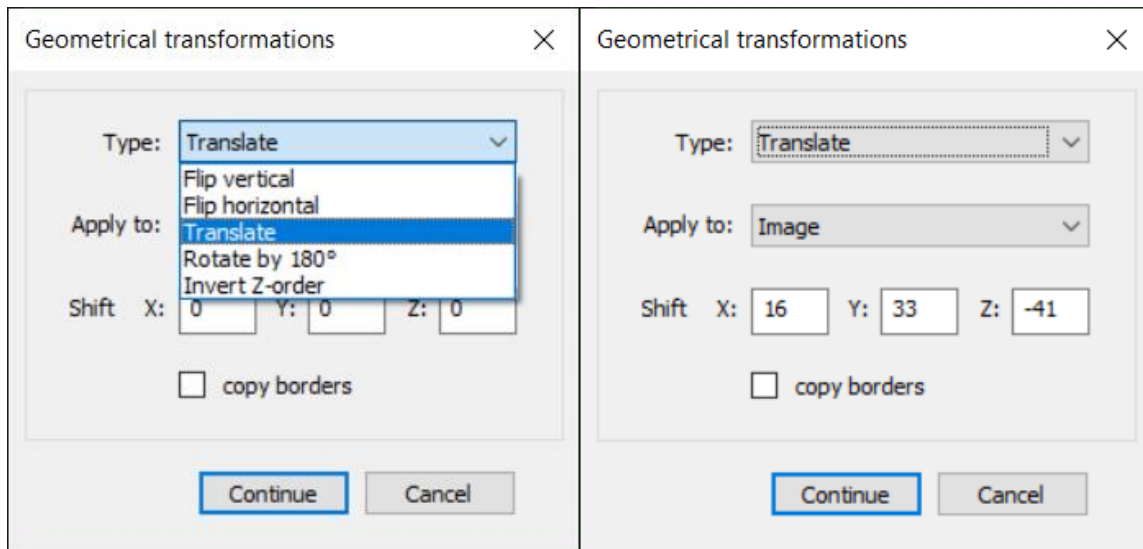 Geometrical transformations
Type: Translate
Flip vertical
Flip horizontal
Apply to: Translate
Rotate by 180°
Invert Z-order
Shift X: 0 Y: 0 Z: 0
copy borders
Continue Cancel
Geometrical transformations
Type: Translate
Apply to: Image
Shift X: 16 Y: 33 Z: -41
copy borders
Continue Cancel